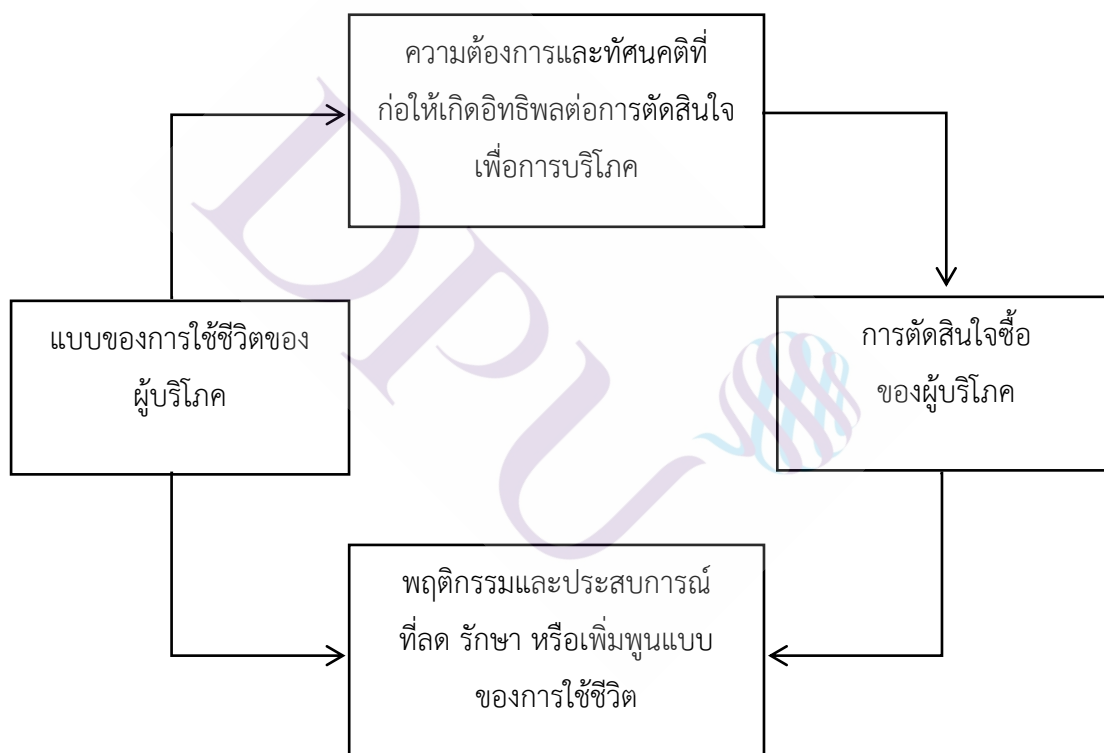 ความต้องการและทัศนคติที่
ก่อให้เกิดอิทธิพลต่อการตัดสินใจ
เพื่อการบริโภค
แบบของการใช้ชีวิตของ
ผู้บริโภค
การตัดสินใจซื้อ
ของผู้บริโภค
พฤติกรรมและประสบการณ์
ที่ลด รักษา หรือเพิ่มพูนแบบ
ของการใช้ชีวิต
DPU